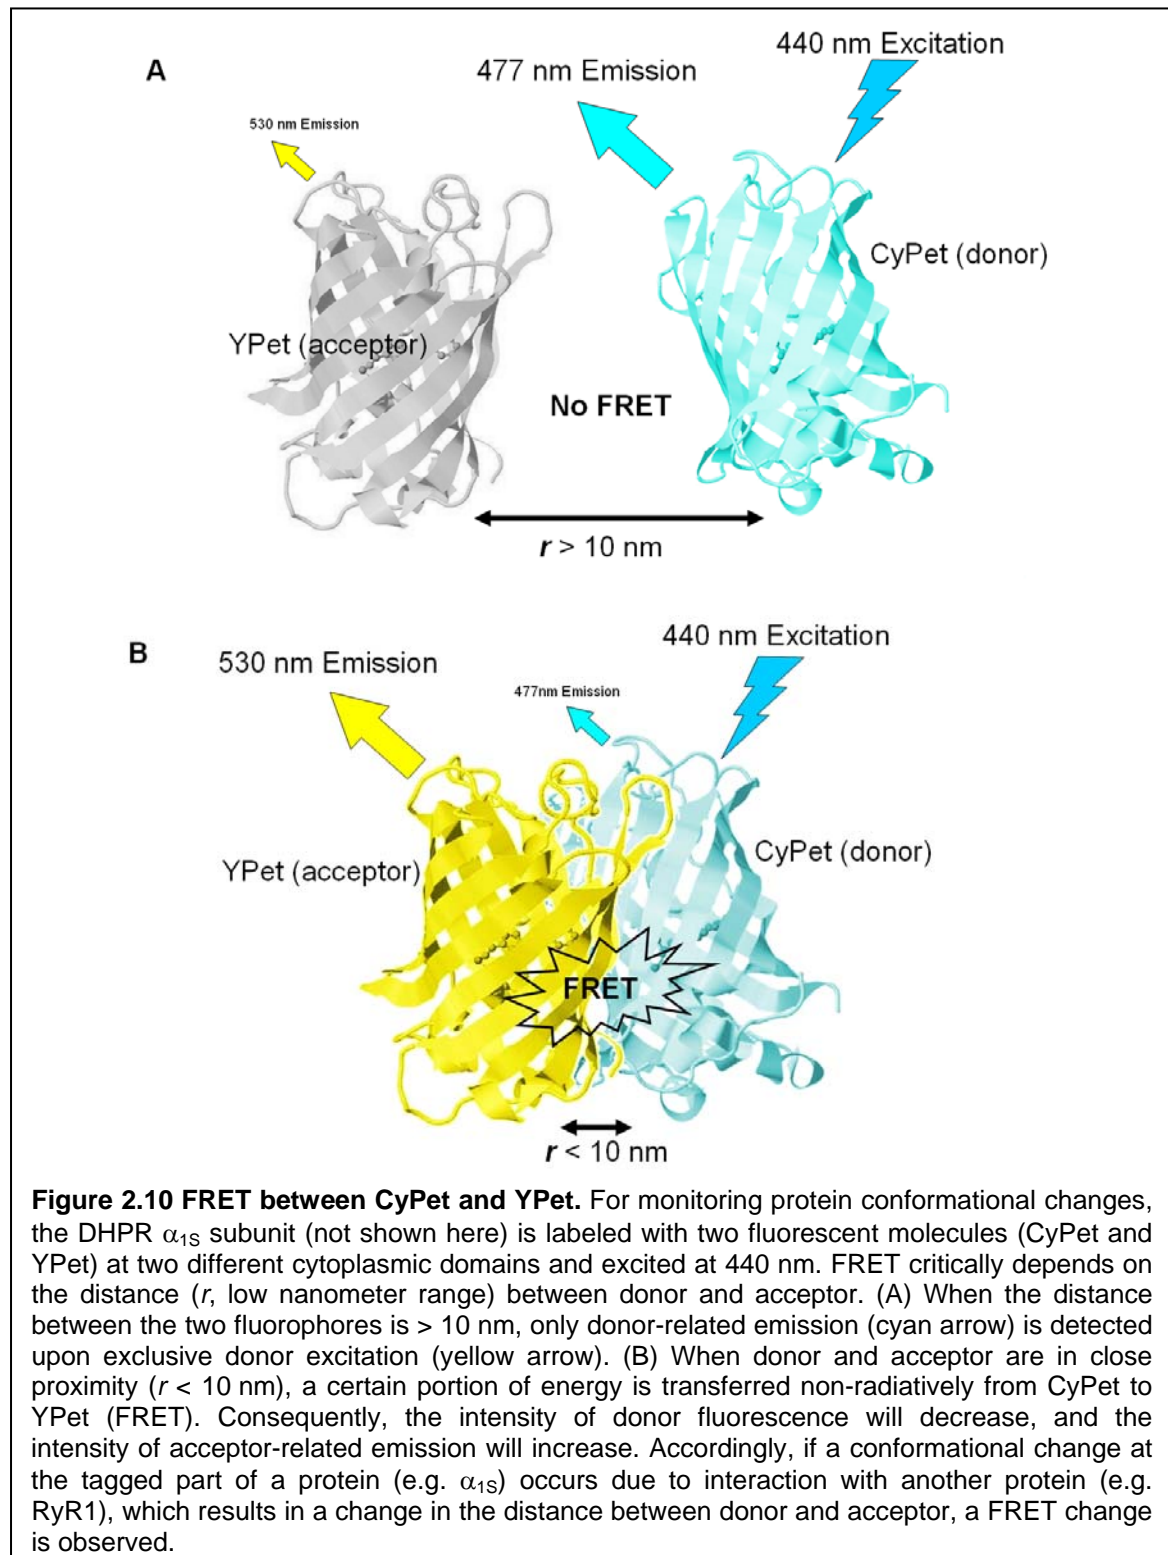 A
440 nm Excitation
477 nm Emission
530 nm Emission
CyPet (donor)
YPet (acceptor)
No FRET
r > 10 nm
B
440 nm Excitation
530 nm Emission
477nm Emission
CyPet (donor)
YPet (acceptor)
FRET
r < 10 nm
Figure 2.10 FRET between CyPet and YPet. For monitoring protein conformational changes,
the DHPR α1S subunit (not shown here) is labeled with two fluorescent molecules (CyPet and
YPet) at two different cytoplasmic domains and excited at 440 nm. FRET critically depends on
the distance (r, low nanometer range) between donor and acceptor. (A) When the distance
between the two fluorophores is > 10 nm, only donor-related emission (cyan arrow) is detected
upon exclusive donor excitation (yellow arrow). (B) When donor and acceptor are in close
proximity (r < 10 nm), a certain portion of energy is transferred non-radiatively from CyPet to
YPet (FRET). Consequently, the intensity of donor fluorescence will decrease, and the
intensity of acceptor-related emission will increase. Accordingly, if a conformational change at
the tagged part of a protein (e.g. α1S) occurs due to interaction with another protein (e.g.
RyR1), which results in a change in the distance between donor and acceptor, a FRET change
is observed.